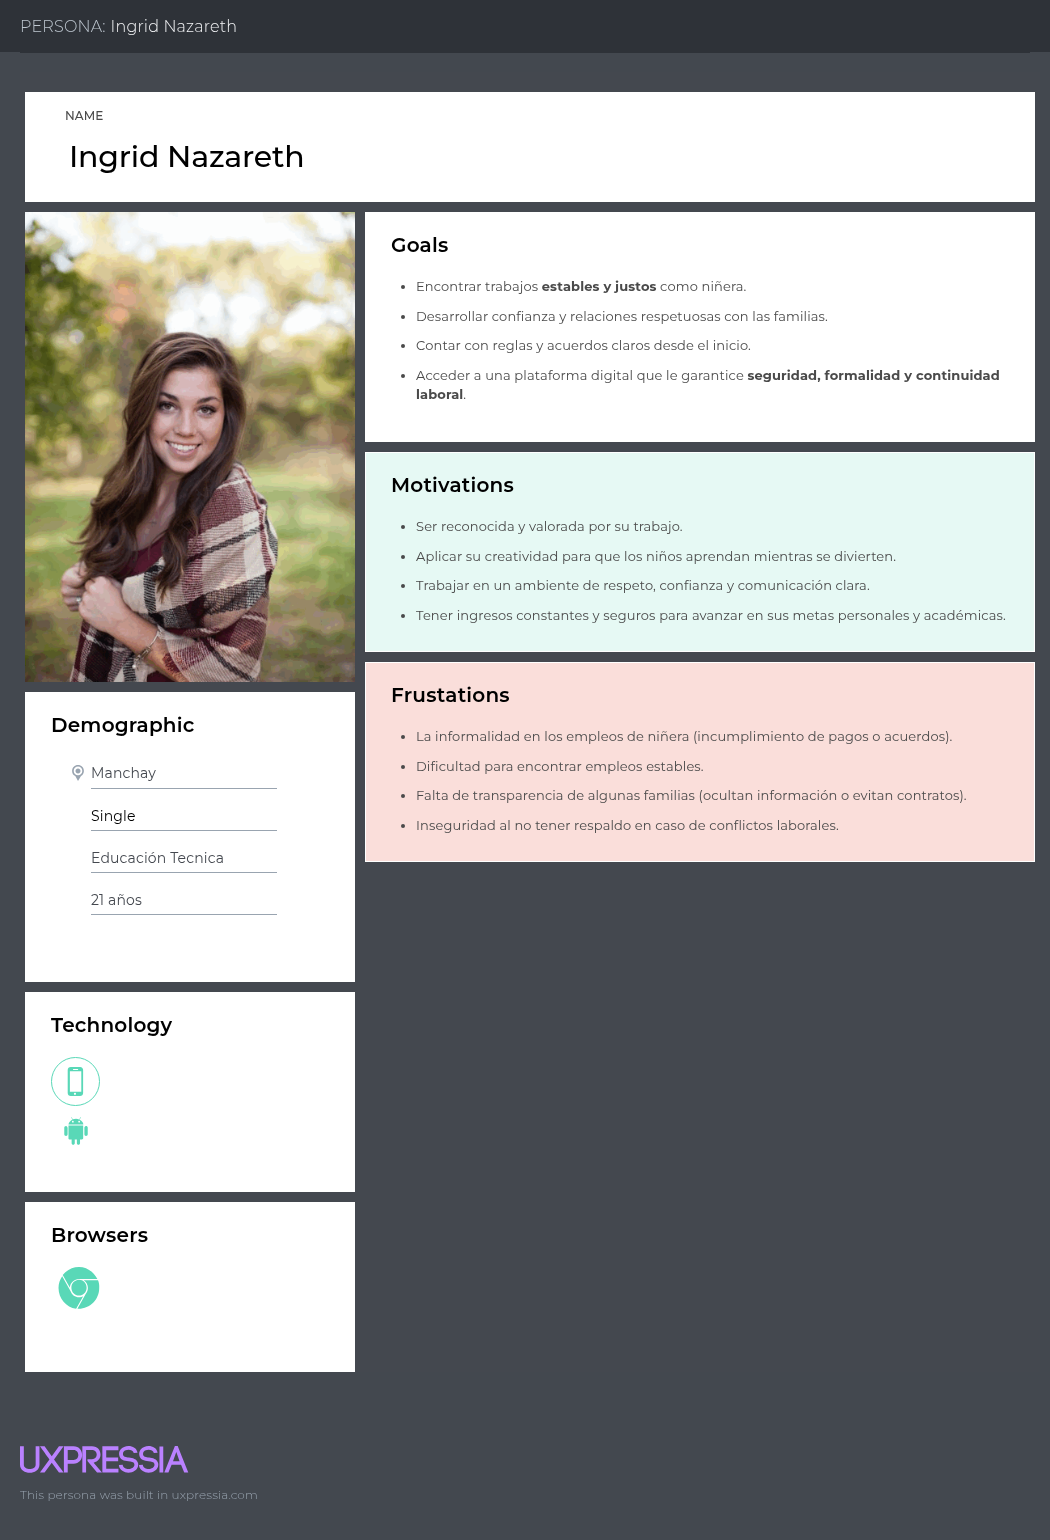 PERSONA: Ingrid Nazareth
NAME
Ingrid Nazareth
Goals
Encontrar trabajos estables y justos como niñera.
Desarrollar confianza y relaciones respetuosas con las familias.
Contar con reglas y acuerdos claros desde el inicio.
Acceder a una plataforma digital que le garantice seguridad, formalidad y continuidad
laboral.
Motivations
Ser reconocida y valorada por su trabajo.
Aplicar su creatividad para que los niños aprendan mientras se divierten.
Trabajar en un ambiente de respeto, confianza y comunicación clara.
Tener ingresos constantes y seguros para avanzar en sus metas personales y académicas.
Frustations
La informalidad en los empleos de niñera (incumplimiento de pagos o acuerdos).
Dificultad para encontrar empleos estables.
Falta de transparencia de algunas familias (ocultan información o evitan contratos).
Inseguridad al no tener respaldo en caso de conflictos laborales.
Demographic
Manchay
Single
Educación Tecnica
21 años
Technology
Browsers
UXPRESSIA
This persona was built in uxpressia.com